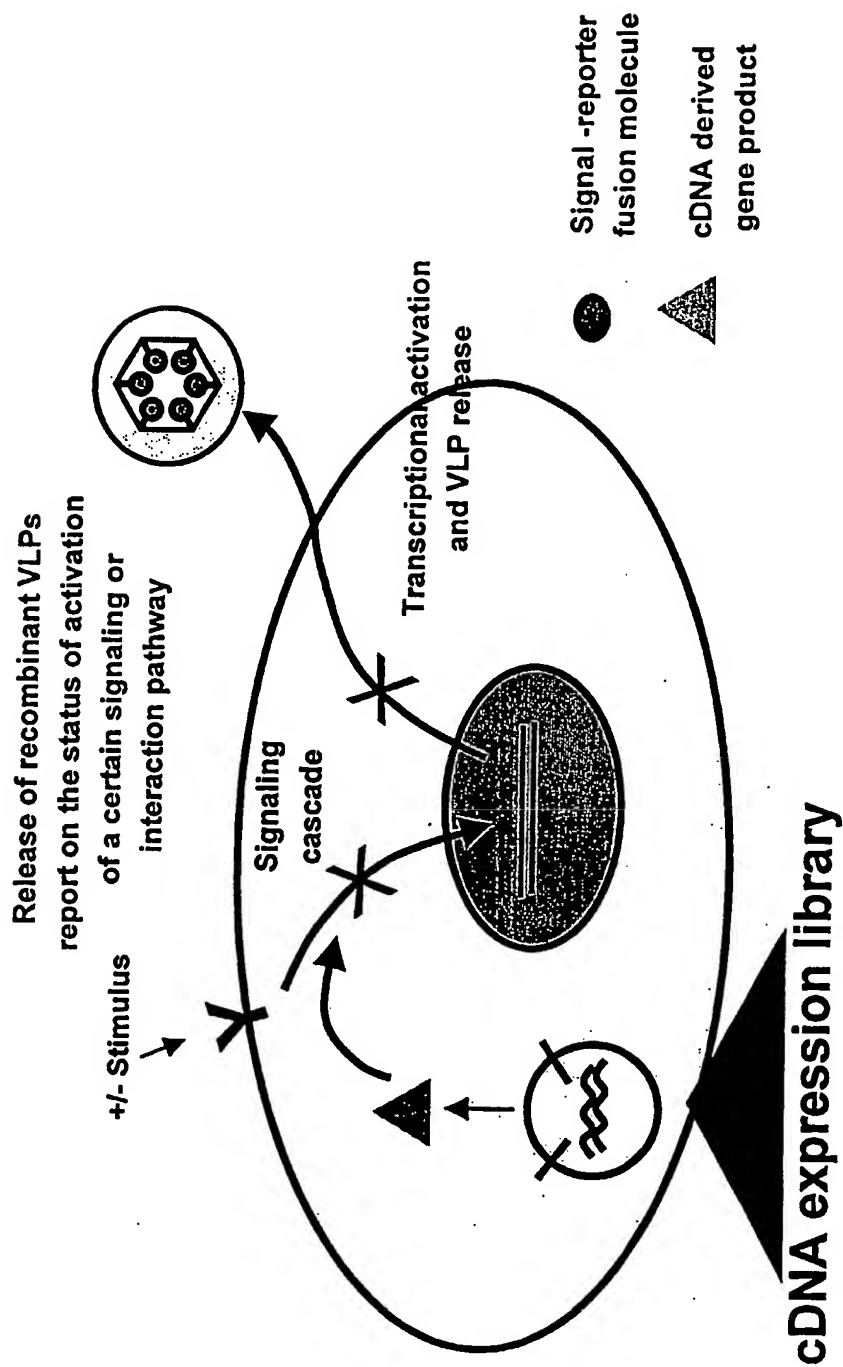 Release of recombinant VLPs
report on the status of activation
of a certain signaling or
interaction pathway
+/- Stimulus
Signaling
cascade
Transcriptional activation
and VLP release
Signal -reporter
fusion molecule
cDNA derived
gene product
cDNA expression library